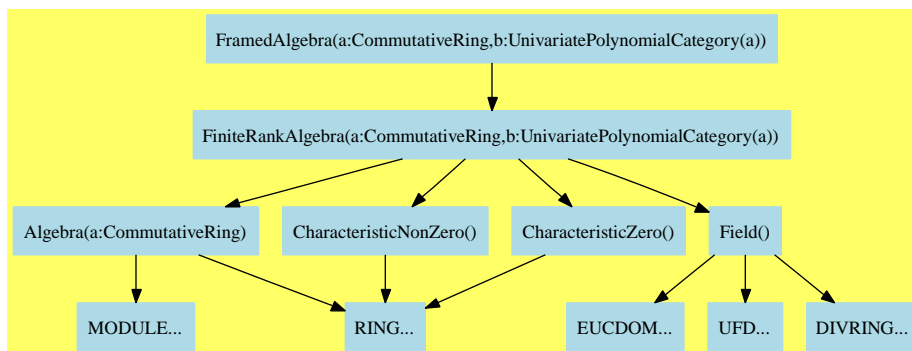 FramedAlgebra(a:CommutativeRing,b:UnivariatePolynomialCategory(a))
FiniteRankAlgebra(a:CommutativeRing,b:UnivariatePolynomialCategory(a))
Algebra(a:CommutativeRing)
CharacteristicNonZero()
CharacteristicZero()
Field()
MODULE...
RING...
EUCDOM...
UFD...
DIVRING...